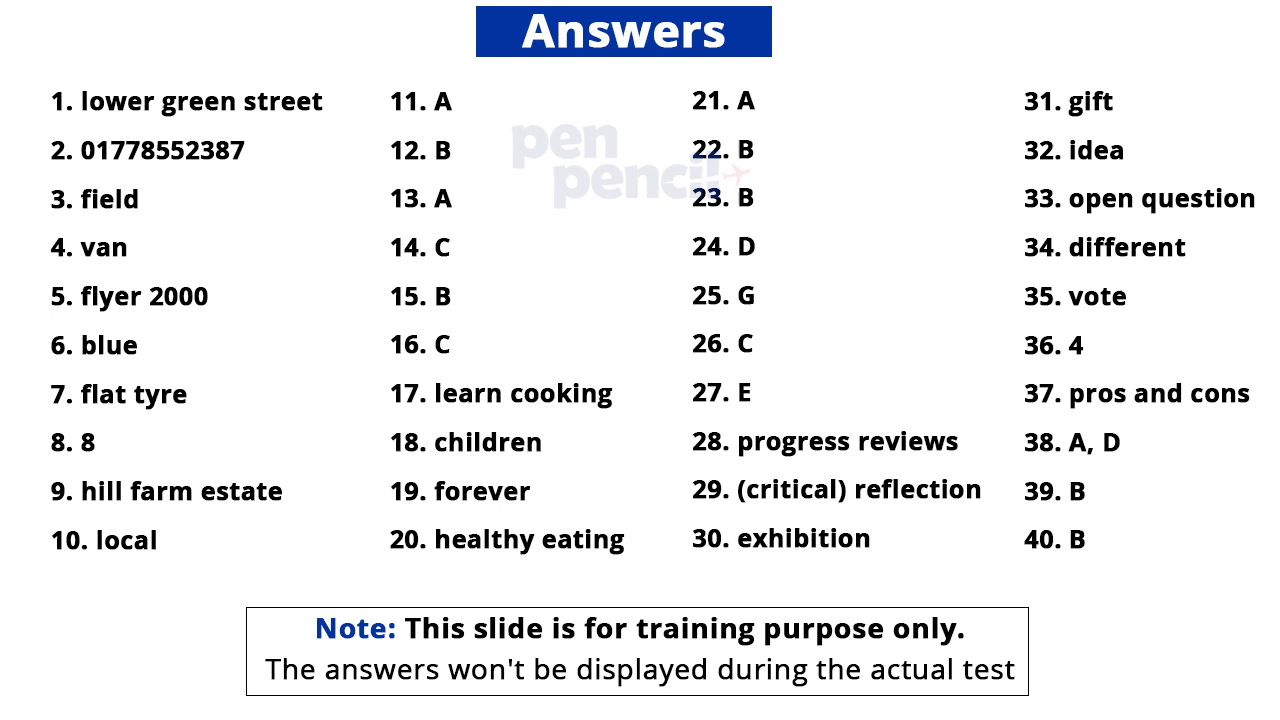 Answers
1. lower green street
2. 01778552387
3. field
4. van
5. flyer 2000
6. blue
7. flat tyre
8. 8
9. hill farm estate
10. local
11. A
12. B
13. A
14. C
15. B
16. C
17. learn cooking
18. children
19. forever
20. healthy eating
pen
pencil
21. A
22. B
23. B
24. D
25. G
26. C
27. E
28. progress reviews
29. (critical) reflection
30. exhibition
31. gift
32. idea
33. open question
34. different
35. vote
36. 4
37. pros and cons
38. A, D
39. B
40. B
Note: This slide is for training purpose only.
The answers won't be displayed during the actual test